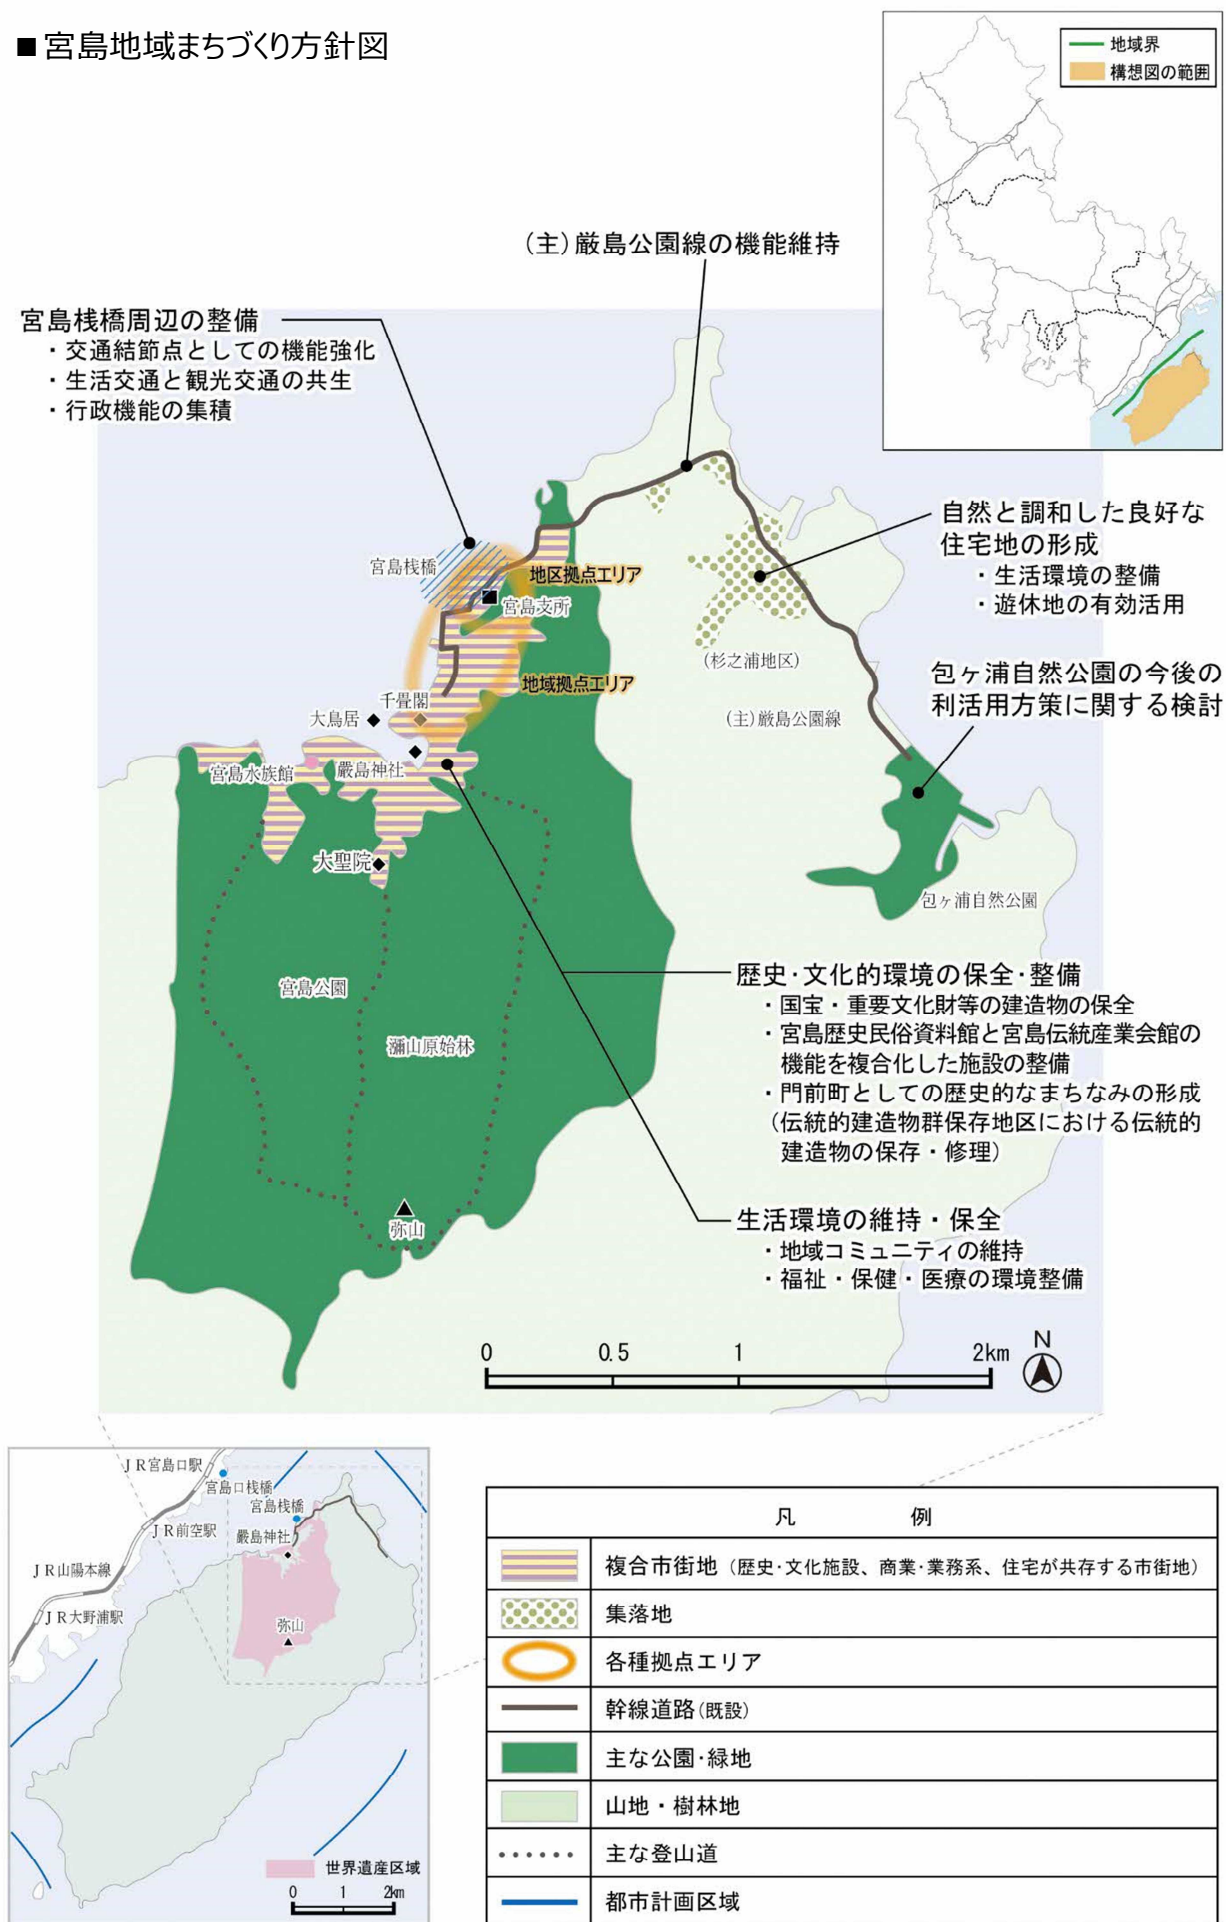 ■宮島地域まちづくり方針図
地域界
構想図の範囲
(主)厳島公園線の機能維持
宮島桟橋周辺の整備
・交通結節点としての機能強化
・生活交通と観光交通の共生
・行政機能の集積
自然と調和した良好な
住宅地の形成
・生活環境の整備
・遊休地の有効活用
宮島桟橋
地区拠点エリア
宮島支所
(杉之浦地区)
地域拠点エリア
包ヶ浦自然公園の今後の
利活用方策に関する検討
千畳閣
大鳥居
(主)厳島公園線
宮島水族館
嚴島神社
大聖院
包ヶ浦自然公園
宮島公園
瀰山原始林
歴史・文化的環境の保全・整備
・国宝・重要文化財等の建造物の保全
・宮島歴史民俗資料館と宮島伝統産業会館の
機能を複合化した施設の整備
・門前町としての歴史的なまちなみの形成
(伝統的建造物群保存地区における伝統的
建造物の保存・修理)
弥山
生活環境の維持・保全
・地域コミュニティの維持
・福祉・保健・医療の環境整備
0 0.5 1 2km
N
JR宮島口駅
宮島口桟橋
宮島桟橋
JR前空駅
嚴島神社
JR山陽本線
JR大野浦駅
弥山
世界遺産区域
0 1 2km
凡 例
複合市街地(歴史・文化施設、商業・業務系、住宅が共存する市街地)
集落地
各種拠点エリア
幹線道路(既設)
主な公園・緑地
山地・樹林地
主な登山道
都市計画区域